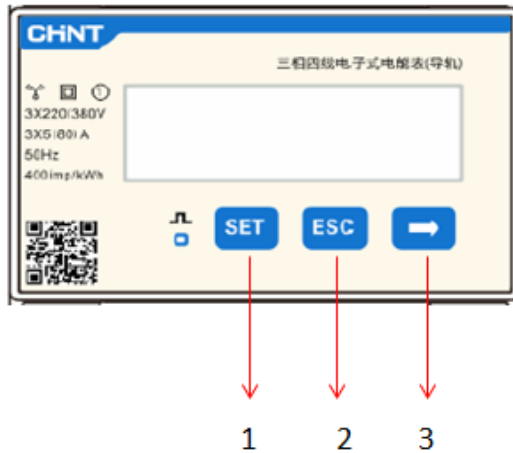 CHNT
三相四线电子式电能表(导轨)
3X220/380V
3X5(80)A
50Hz
400imp/kWh
SET
ESC
1
2
3